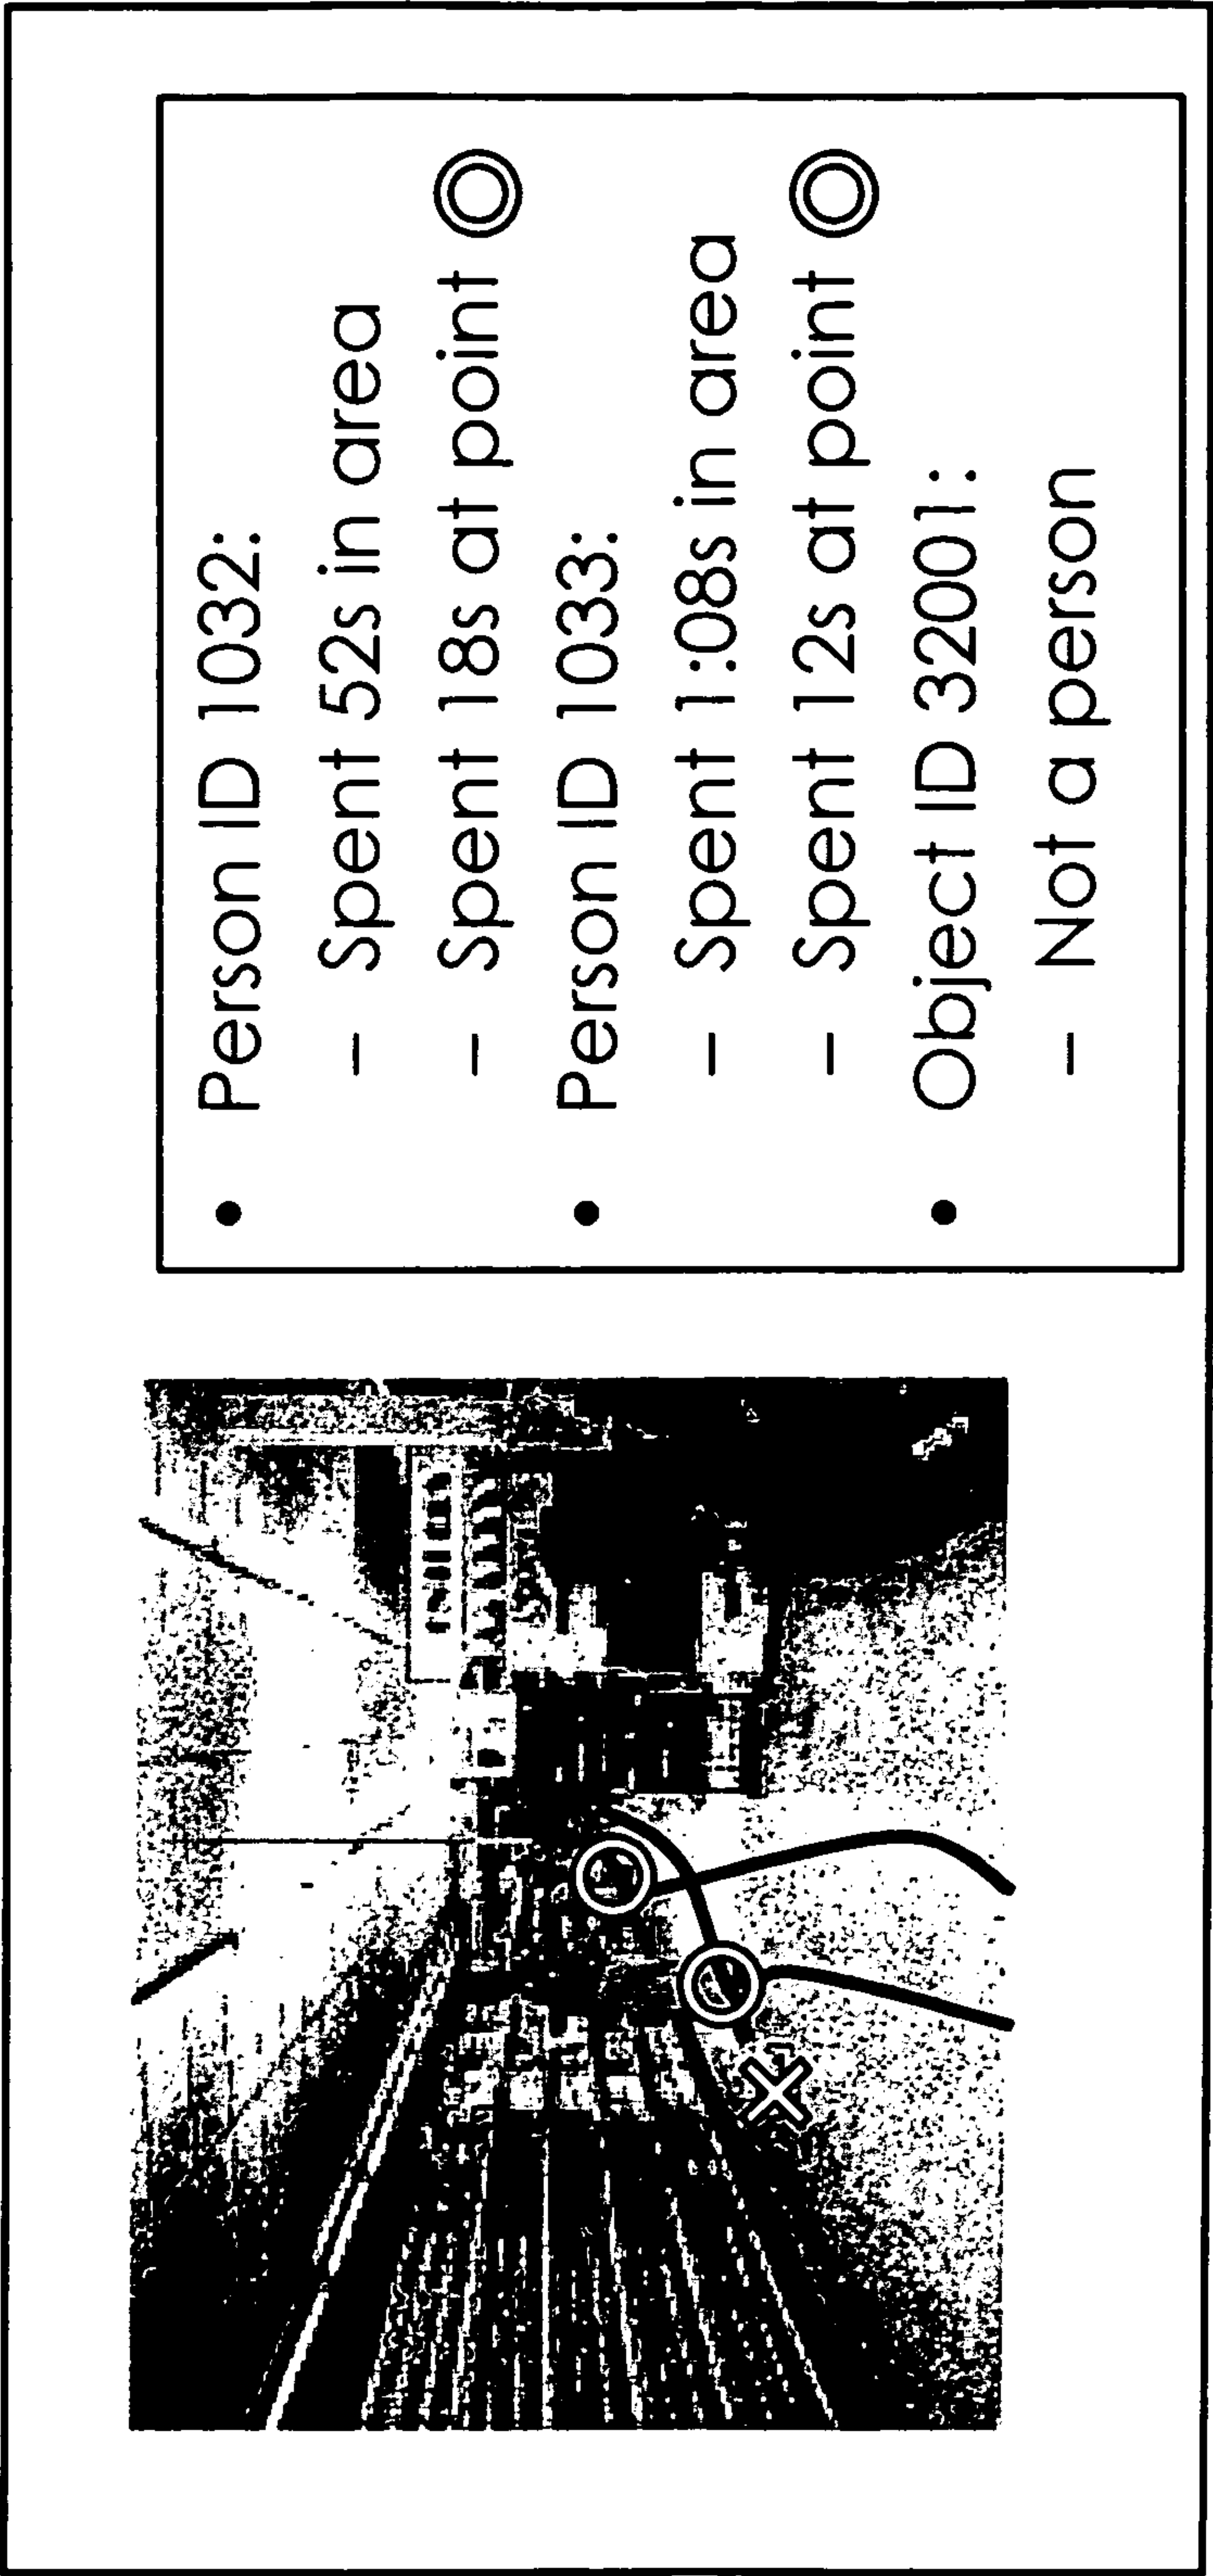 • Person ID 1032:
– Spent 52s in area
– Spent 18s at point
• Person ID 1033:
– Spent 1:08s in area
– Spent 12s at point
• Object ID 32001:
– Not a person